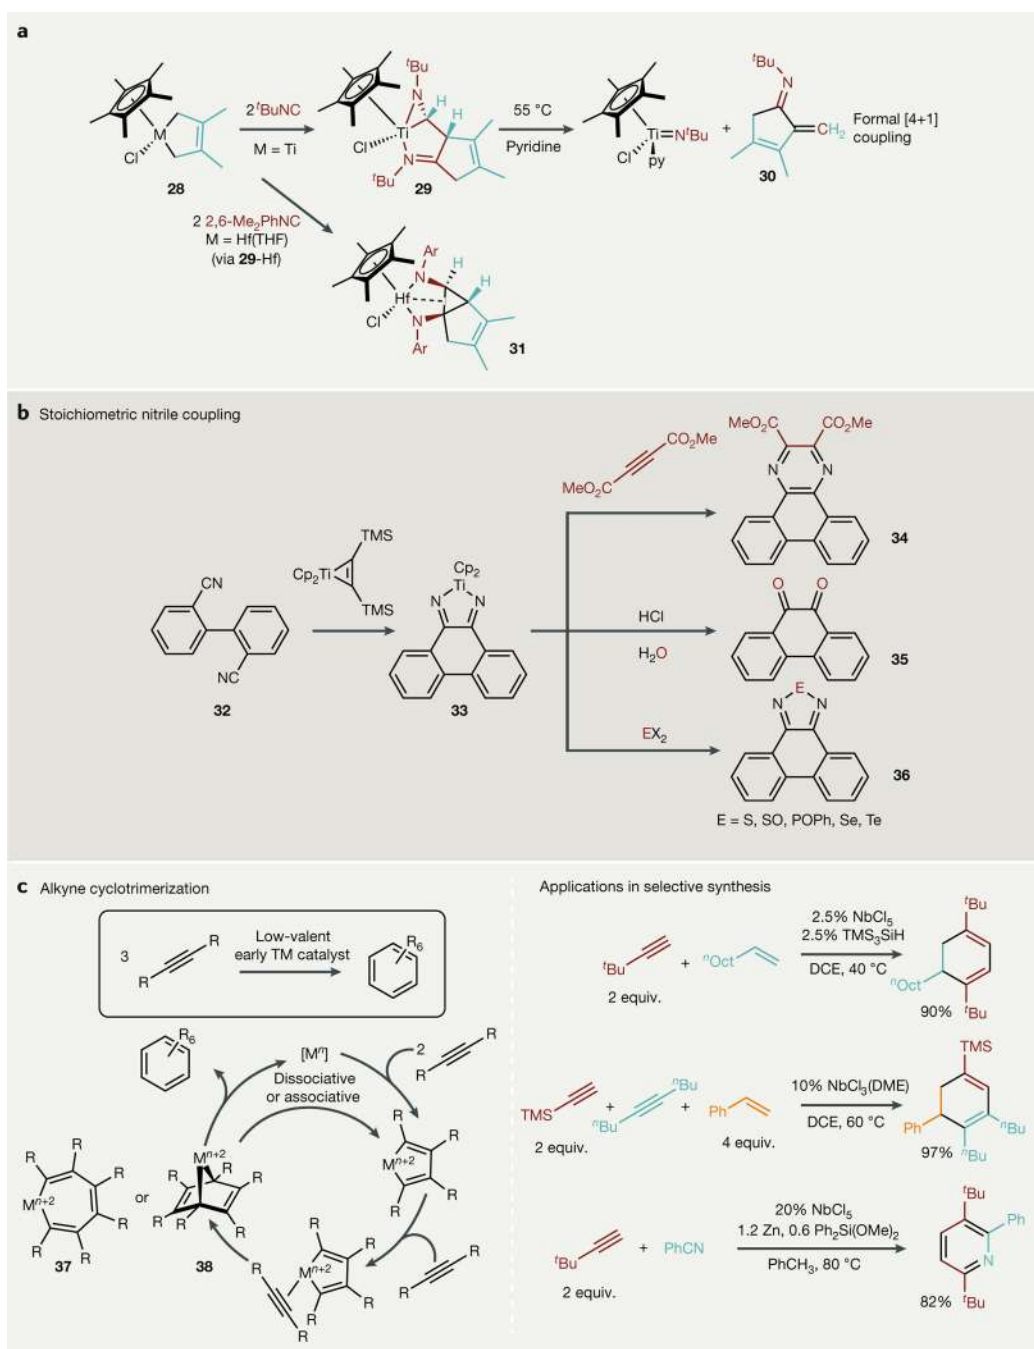 a
M
Cl
28
2 ᵗBuNC
M = Ti
ᵗBu
N
H
H
Ti
Cl
N
ᵗBu
29
55 °C
Pyridine
Ti=NᵗBu
Cl
py
+
ᵗBu
N
CH₂
30
Formal [4+1]
coupling
2 2,6-Me₂PhNC
M = Hf(THF)
(via 29-Hf)
Ar
N
H
H
Hf
Cl
N
Ar
31
b Stoichiometric nitrile coupling
CN
NC
32
TMS
Cp₂Ti
TMS
Cp₂
Ti
N
N
33
CO₂Me
MeO₂C
MeO₂C
CO₂Me
N
N
34
HCl
H₂O
O
O
35
EX₂
E
N
N
36
E = S, SO, POPh, Se, Te
c Alkyne cyclotrimerization
3
R
R
Low-valent
early TM catalyst
R₆
R₆
[Mⁿ]
2
R
R
Dissociative
or associative
R
R
Mⁿ⁺²
R
R
R
R
R
Mⁿ⁺²
R
R
R
37
or
Mⁿ⁺²
R
R
R
R
R
R
38
R
R
R
R
Mⁿ⁺²
R
R
R
R
Applications in selective synthesis
ᵗBu
2 equiv.
+
ⁿOct
2.5% NbCl₅
2.5% TMS₃SiH
DCE, 40 °C
ᵗBu
ⁿOct
ᵗBu
90%
TMS
2 equiv.
+
ⁿBu
ⁿBu
+
Ph
4 equiv.
10% NbCl₃(DME)
DCE, 60 °C
TMS
Ph
ⁿBu
ⁿBu
97%
ᵗBu
2 equiv.
+
PhCN
20% NbCl₅
1.2 Zn, 0.6 Ph₂Si(OMe)₂
PhCH₃, 80 °C
ᵗBu
Ph
N
ᵗBu
82%